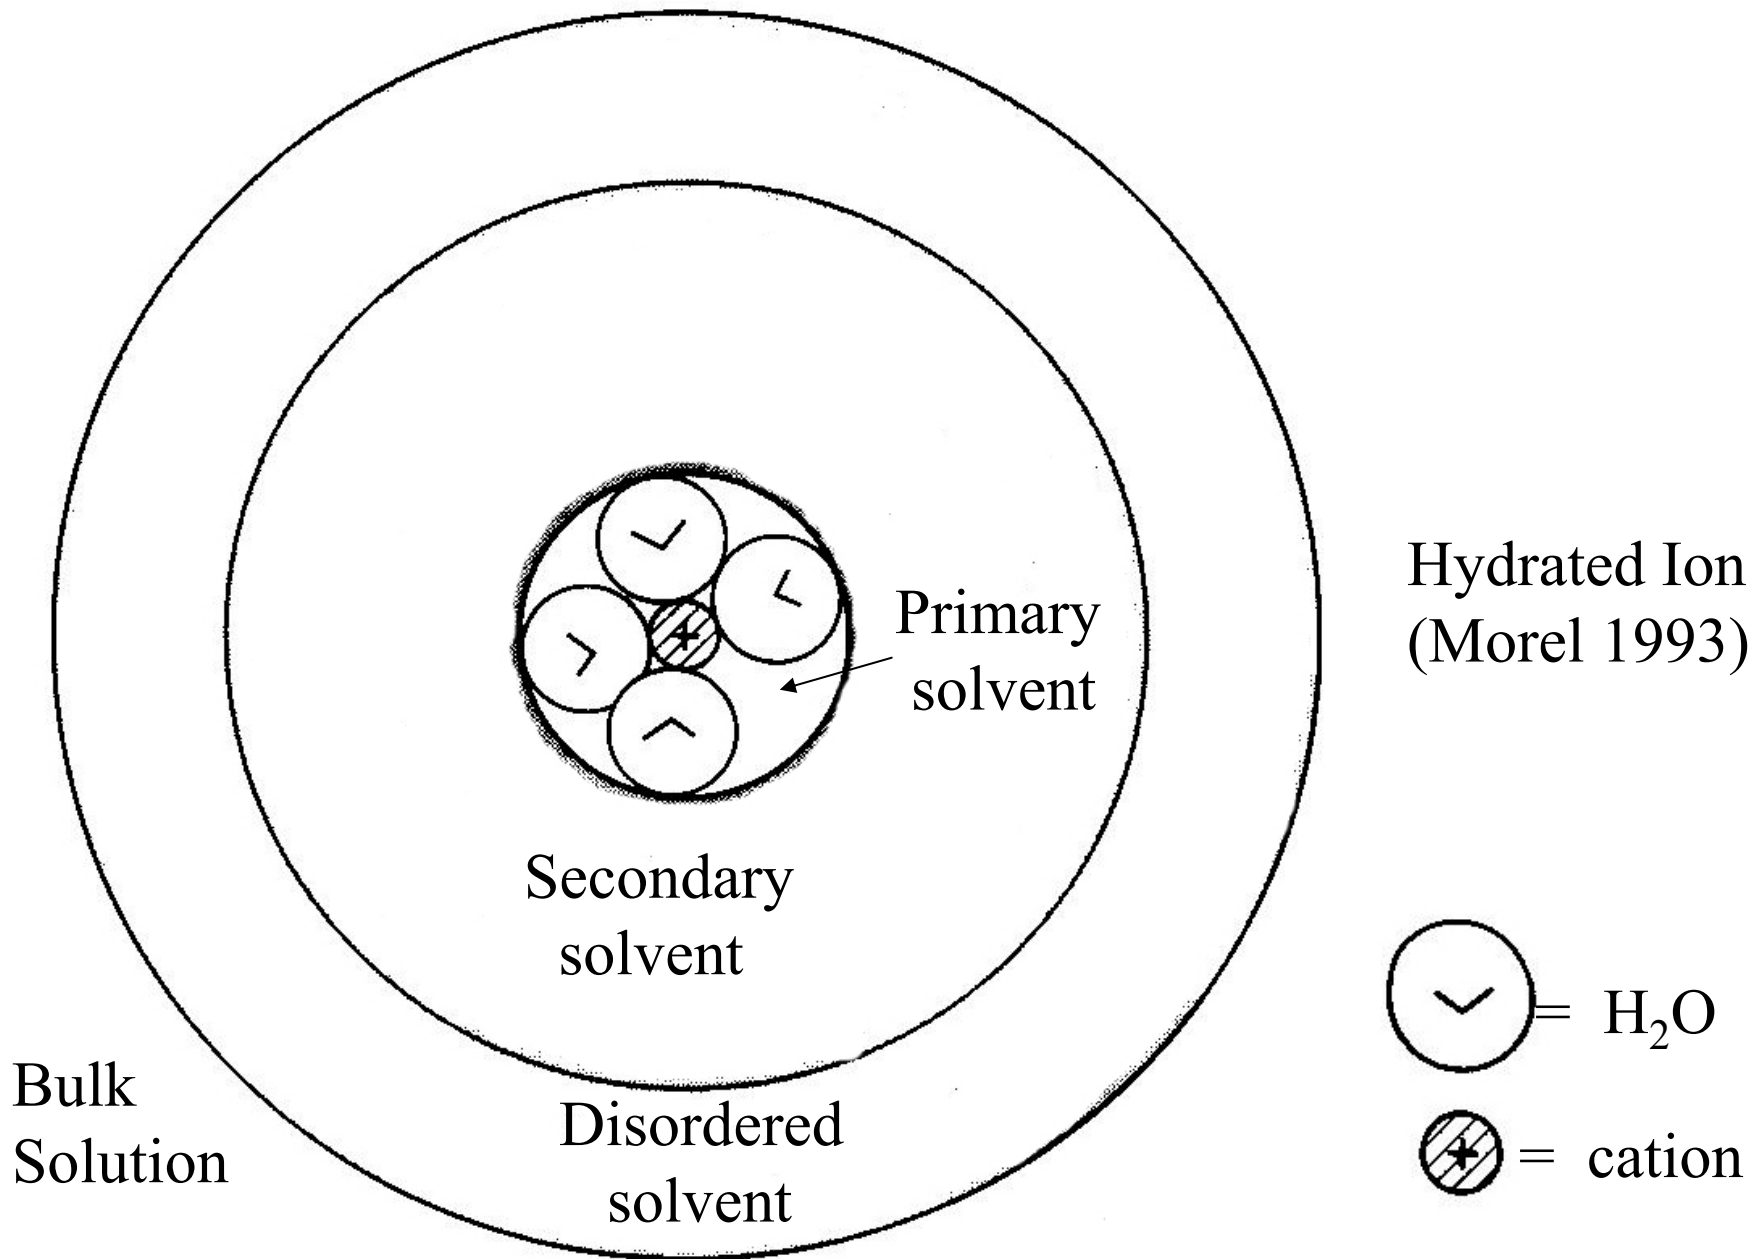 Primary
solvent
Hydrated Ion
(Morel 1993)
Secondary
solvent
Bulk
Solution
Disordered
solvent
= H₂O
+ = cation
+